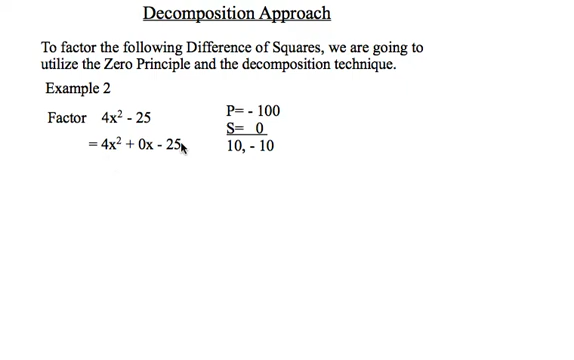 Decomposition Approach
To factor the following Difference of Squares, we are going to
utilize the Zero Principle and the decomposition technique.
Example 2
Factor 4x² - 25
= 4x² + 0x - 25
P= - 100
S= 0
10, - 10